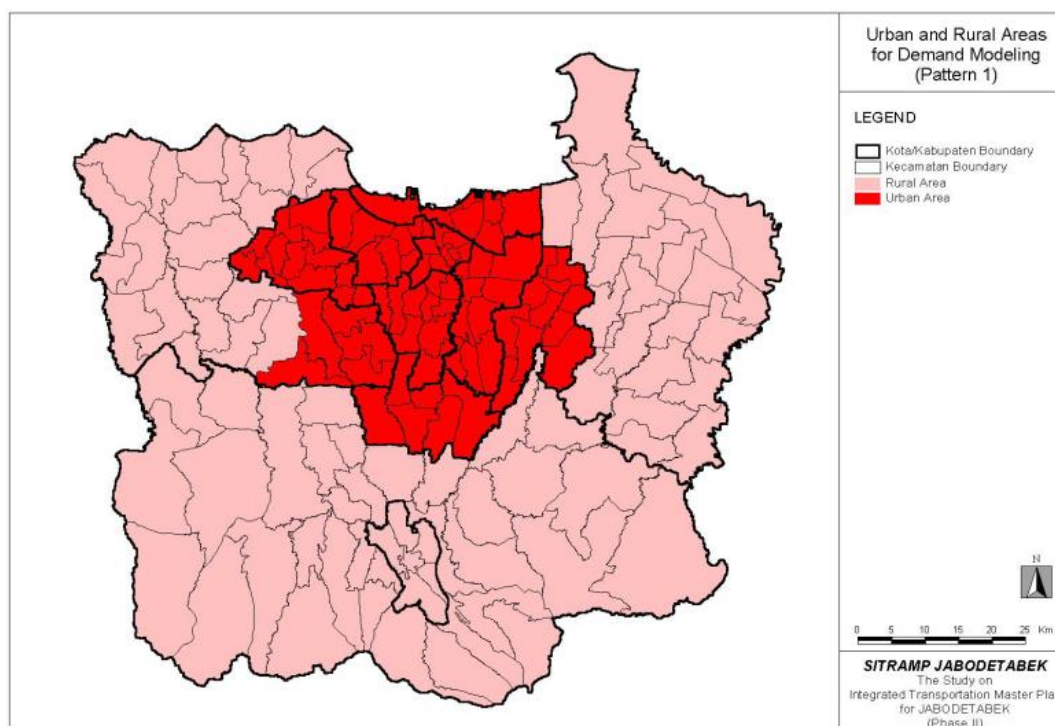 Urban and Rural Areas
for Demand Modeling
(Pattern 1)
LEGEND
Kota/Kabupaten Boundary
Kecamatan Boundary
Rural Area
Urban Area
N
0 5 10 15 20 25 Km
SITRAMP JABODETABEK
The Study on
Integrated Transportation Master Pla
for JABODETABEK
(Phase II)